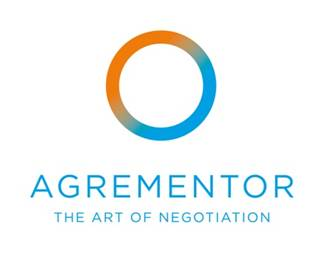 AGREMENTOR
THE ART OF NEGOTIATION